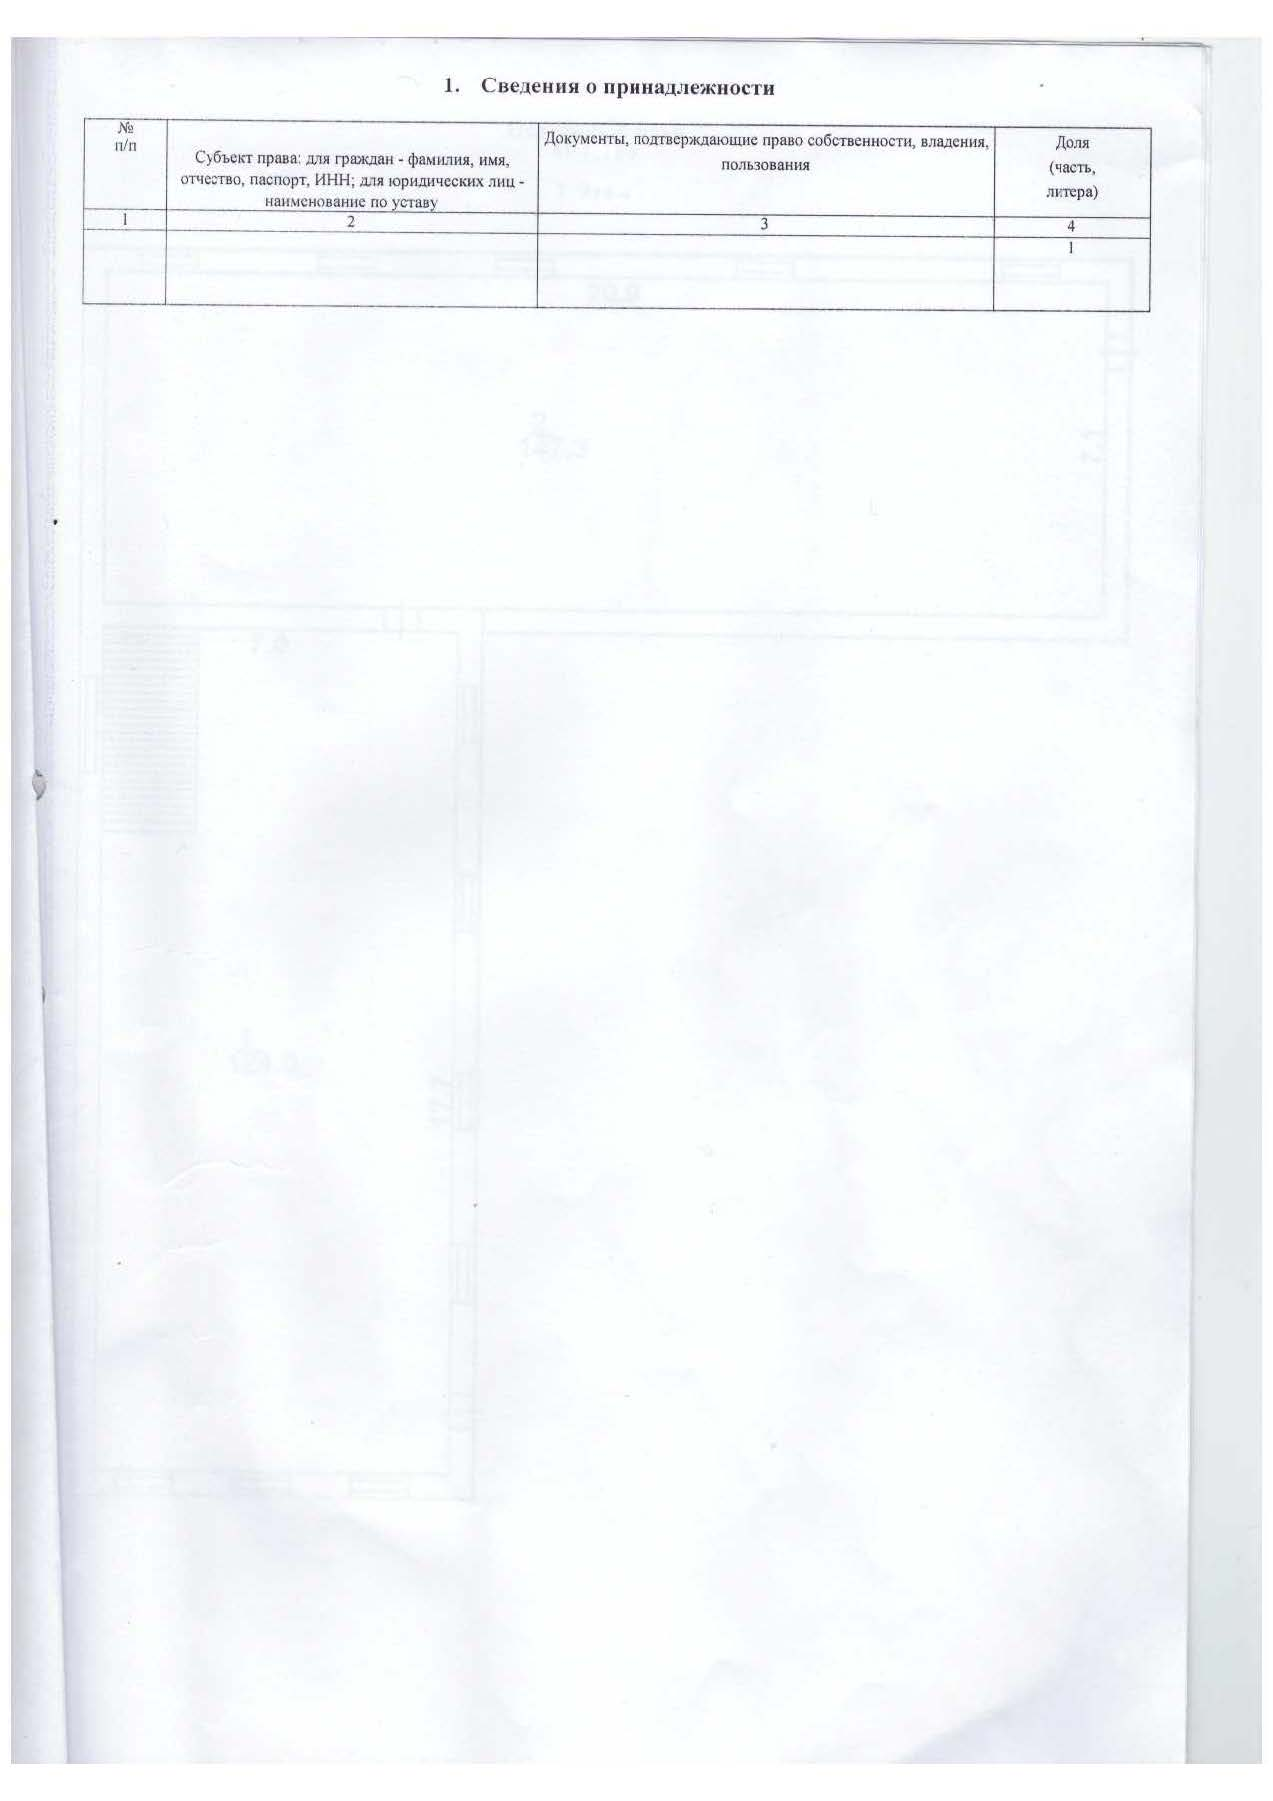 1. Сведения о принадлежности
№
п/п
Субъект права: для граждан - фамилия, имя,
отчество, паспорт, ИНН; для юридических лиц -
наименование по уставу
Документы, подтверждающие право собственности, владения,
пользования
Доля
(часть,
литера)
1
2
3
4
1